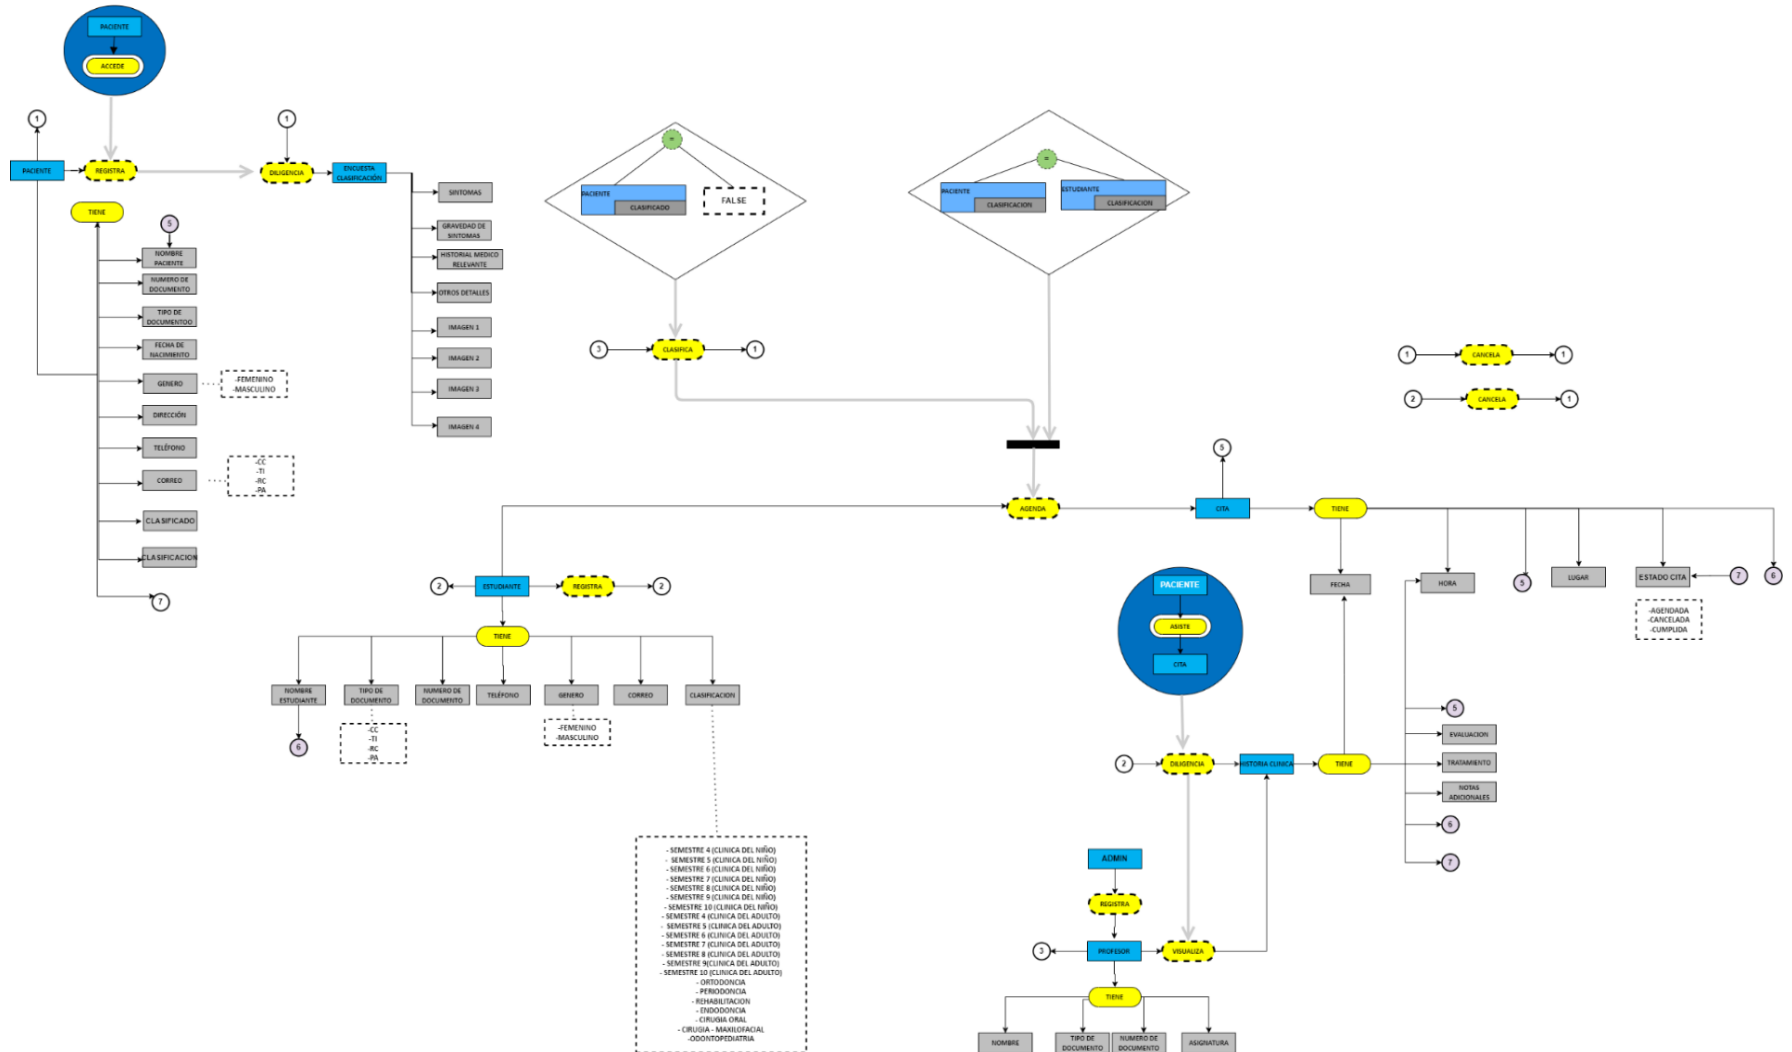 PACIENTE
ACCEDE
1
1
PACIENTE
REGISTRA
DILIGENCIA
ENCUESTA
CLASIFICACIÓN
SINTOMAS
GRAVEDAD DE
SINTOMAS
HISTORIAL MEDICO
RELEVANTE
OTROS DETALLES
IMAGEN 1
IMAGEN 2
IMAGEN 3
IMAGEN 4
TIENE
5
NOMBRE
PACIENTE
NUMERO DE
DOCUMENTO
TIPO DE
DOCUMENTOO
FECHA DE
NACIMIENTO
GENERO
-FEMENINO
-MASCULINO
DIRECCIÓN
TELÉFONO
CORREO
-CC
-TI
-RC
-PA
CLASIFICADO
CLASIFICACION
7
=
PACIENTE
CLASIFICADO
FALSE
=
PACIENTE
CLASIFICACION
ESTUDIANTE
CLASIFICACION
3
CLASIFICA
1
1
CANCELA
1
2
CANCELA
1
AGENDA
5
CITA
TIENE
FECHA
HORA
5
LUGAR
ESTADO CITA
7
6
-AGENDADA
-CANCELADA
-CUMPLIDA
2
ESTUDIANTE
REGISTRA
2
TIENE
NOMBRE
ESTUDIANTE
TIPO DE
DOCUMENTO
NUMERO DE
DOCUMENTO
TELÉFONO
GENERO
CORREO
CLASIFICACION
6
-CC
-TI
-RC
-PA
-FEMENINO
-MASCULINO
- SEMESTRE 4 (CLINICA DEL NIÑO)
- SEMESTRE 5 (CLINICA DEL NIÑO)
- SEMESTRE 6 (CLINICA DEL NIÑO)
- SEMESTRE 7 (CLINICA DEL NIÑO)
- SEMESTRE 8 (CLINICA DEL NIÑO)
- SEMESTRE 9 (CLINICA DEL NIÑO)
- SEMESTRE 10 (CLINICA DEL NIÑO)
- SEMESTRE 4 (CLINICA DEL ADULTO)
- SEMESTRE 5 (CLINICA DEL ADULTO)
- SEMESTRE 6 (CLINICA DEL ADULTO)
- SEMESTRE 7 (CLINICA DEL ADULTO)
- SEMESTRE 8 (CLINICA DEL ADULTO)
- SEMESTRE 9(CLINICA DEL ADULTO)
- SEMESTRE 10 (CLINICA DEL ADULTO)
- ORTODONCIA
- PERIODONCIA
- REHABILITACION
- ENDODONCIA
- CIRUGIA ORAL
- CIRUGIA - MAXILOFACIAL
-ODONTOPEDIATRIA
PACIENTE
ASISTE
CITA
2
DILIGENCIA
HISTORIA CLINICA
TIENE
5
EVALUACION
TRATAMIENTO
NOTAS
ADICIONALES
6
7
ADMIN
REGISTRA
3
PROFESOR
VISUALIZA
TIENE
NOMBRE
TIPO DE
DOCUMENTO
NUMERO DE
DOCUMENTO
ASIGNATURA